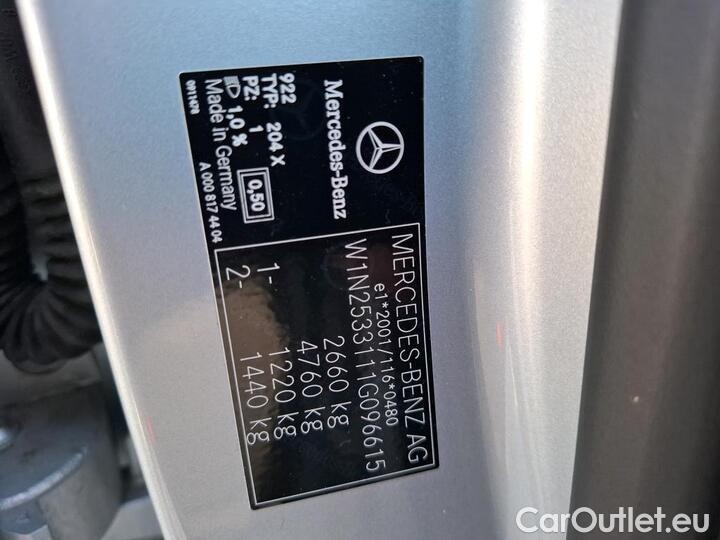 MERCEDES-BENZ AG
e1*2001/116*0480
W1N2533111G096615
2660 kg
4760 kg
1- 1220 kg
2- 1440 kg
Mercedes-Benz
922
TYP: 204 X
PZ: 1 0,50
1,0 %
Made in Germany
A 000 817 44 04
CarOutlet.eu